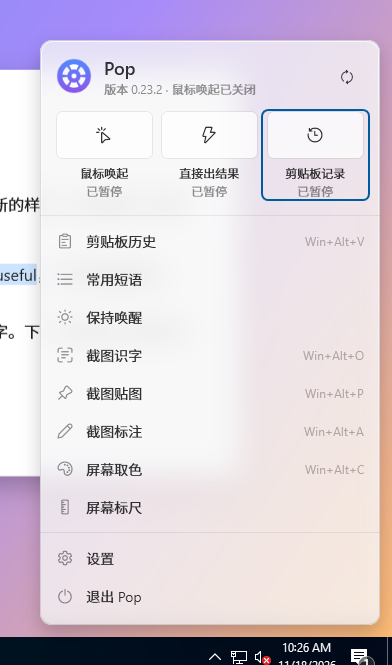 Pop
版本 0.23.2 · 鼠标唤起已关闭
鼠标唤起
已暂停
直接出结果
已暂停
剪贴板记录
已暂停
新的样
useful
字。下
剪贴板历史 Win+Alt+V
常用短语
保持唤醒
截图识字 Win+Alt+O
截图贴图 Win+Alt+P
截图标注 Win+Alt+A
屏幕取色 Win+Alt+C
屏幕标尺
设置
退出 Pop
10:26 AM
11/18/2026